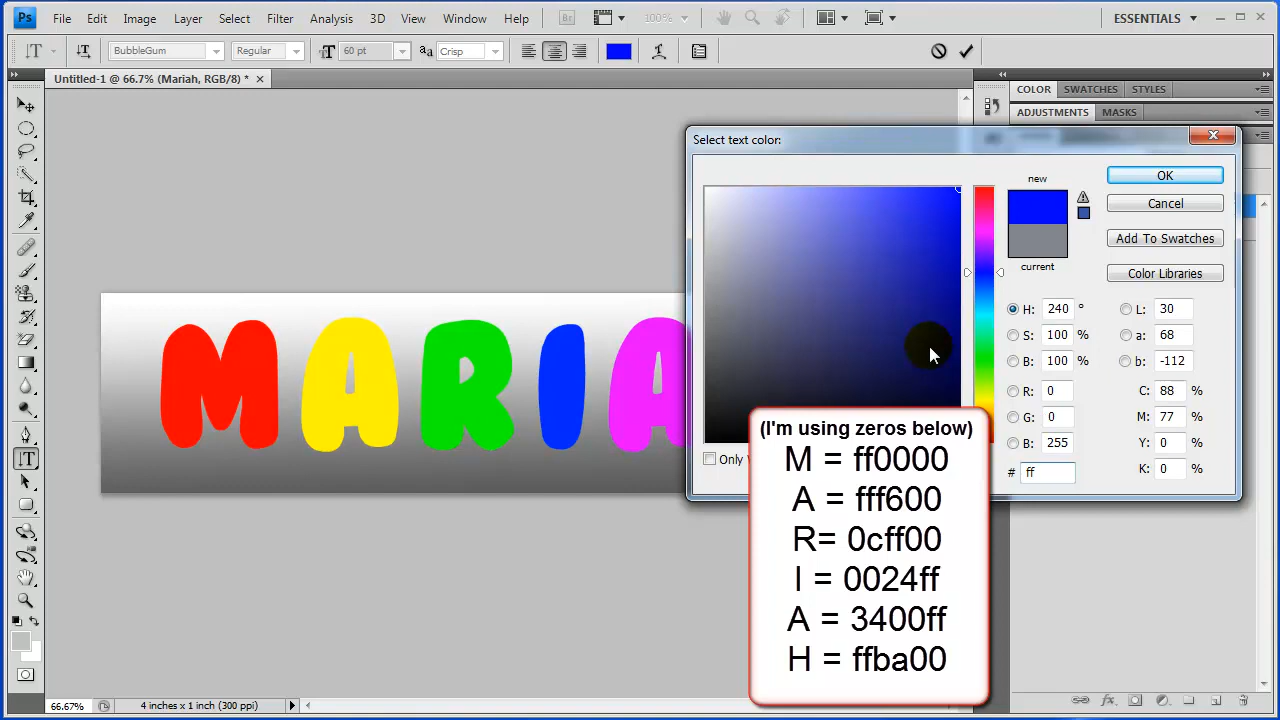 Ps File Edit Image Layer Select Filter Analysis 3D View Window Help Br 100% ESSENTIALS
T BubbleGum Regular 60 pt aa Crisp
Untitled-1 @ 66.7% (Mariah, RGB/8) *
COLOR SWATCHES STYLES
ADJUSTMENTS MASKS
MARIA
Select text color:
new
current
OK
Cancel
Add To Swatches
Color Libraries
H: 240 °
S: 100 %
B: 100 %
R: 0
G: 0
B: 255
# ff
L: 30
a: 68
b: -112
C: 88 %
M: 77 %
Y: 0 %
K: 0 %
Only
(I'm using zeros below)
M = ff0000
A = fff600
R= 0cff00
I = 0024ff
A = 3400ff
H = ffba00
66.67% 4 inches x 1 inch (300 ppi)
fx